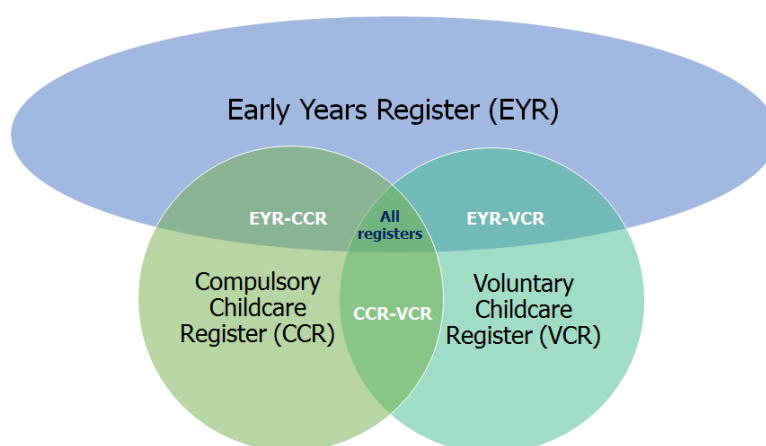 Early Years Register (EYR)
EYR-CCR
All
registers
EYR-VCR
Compulsory
Childcare
Register (CCR)
CCR-VCR
Voluntary
Childcare
Register (VCR)